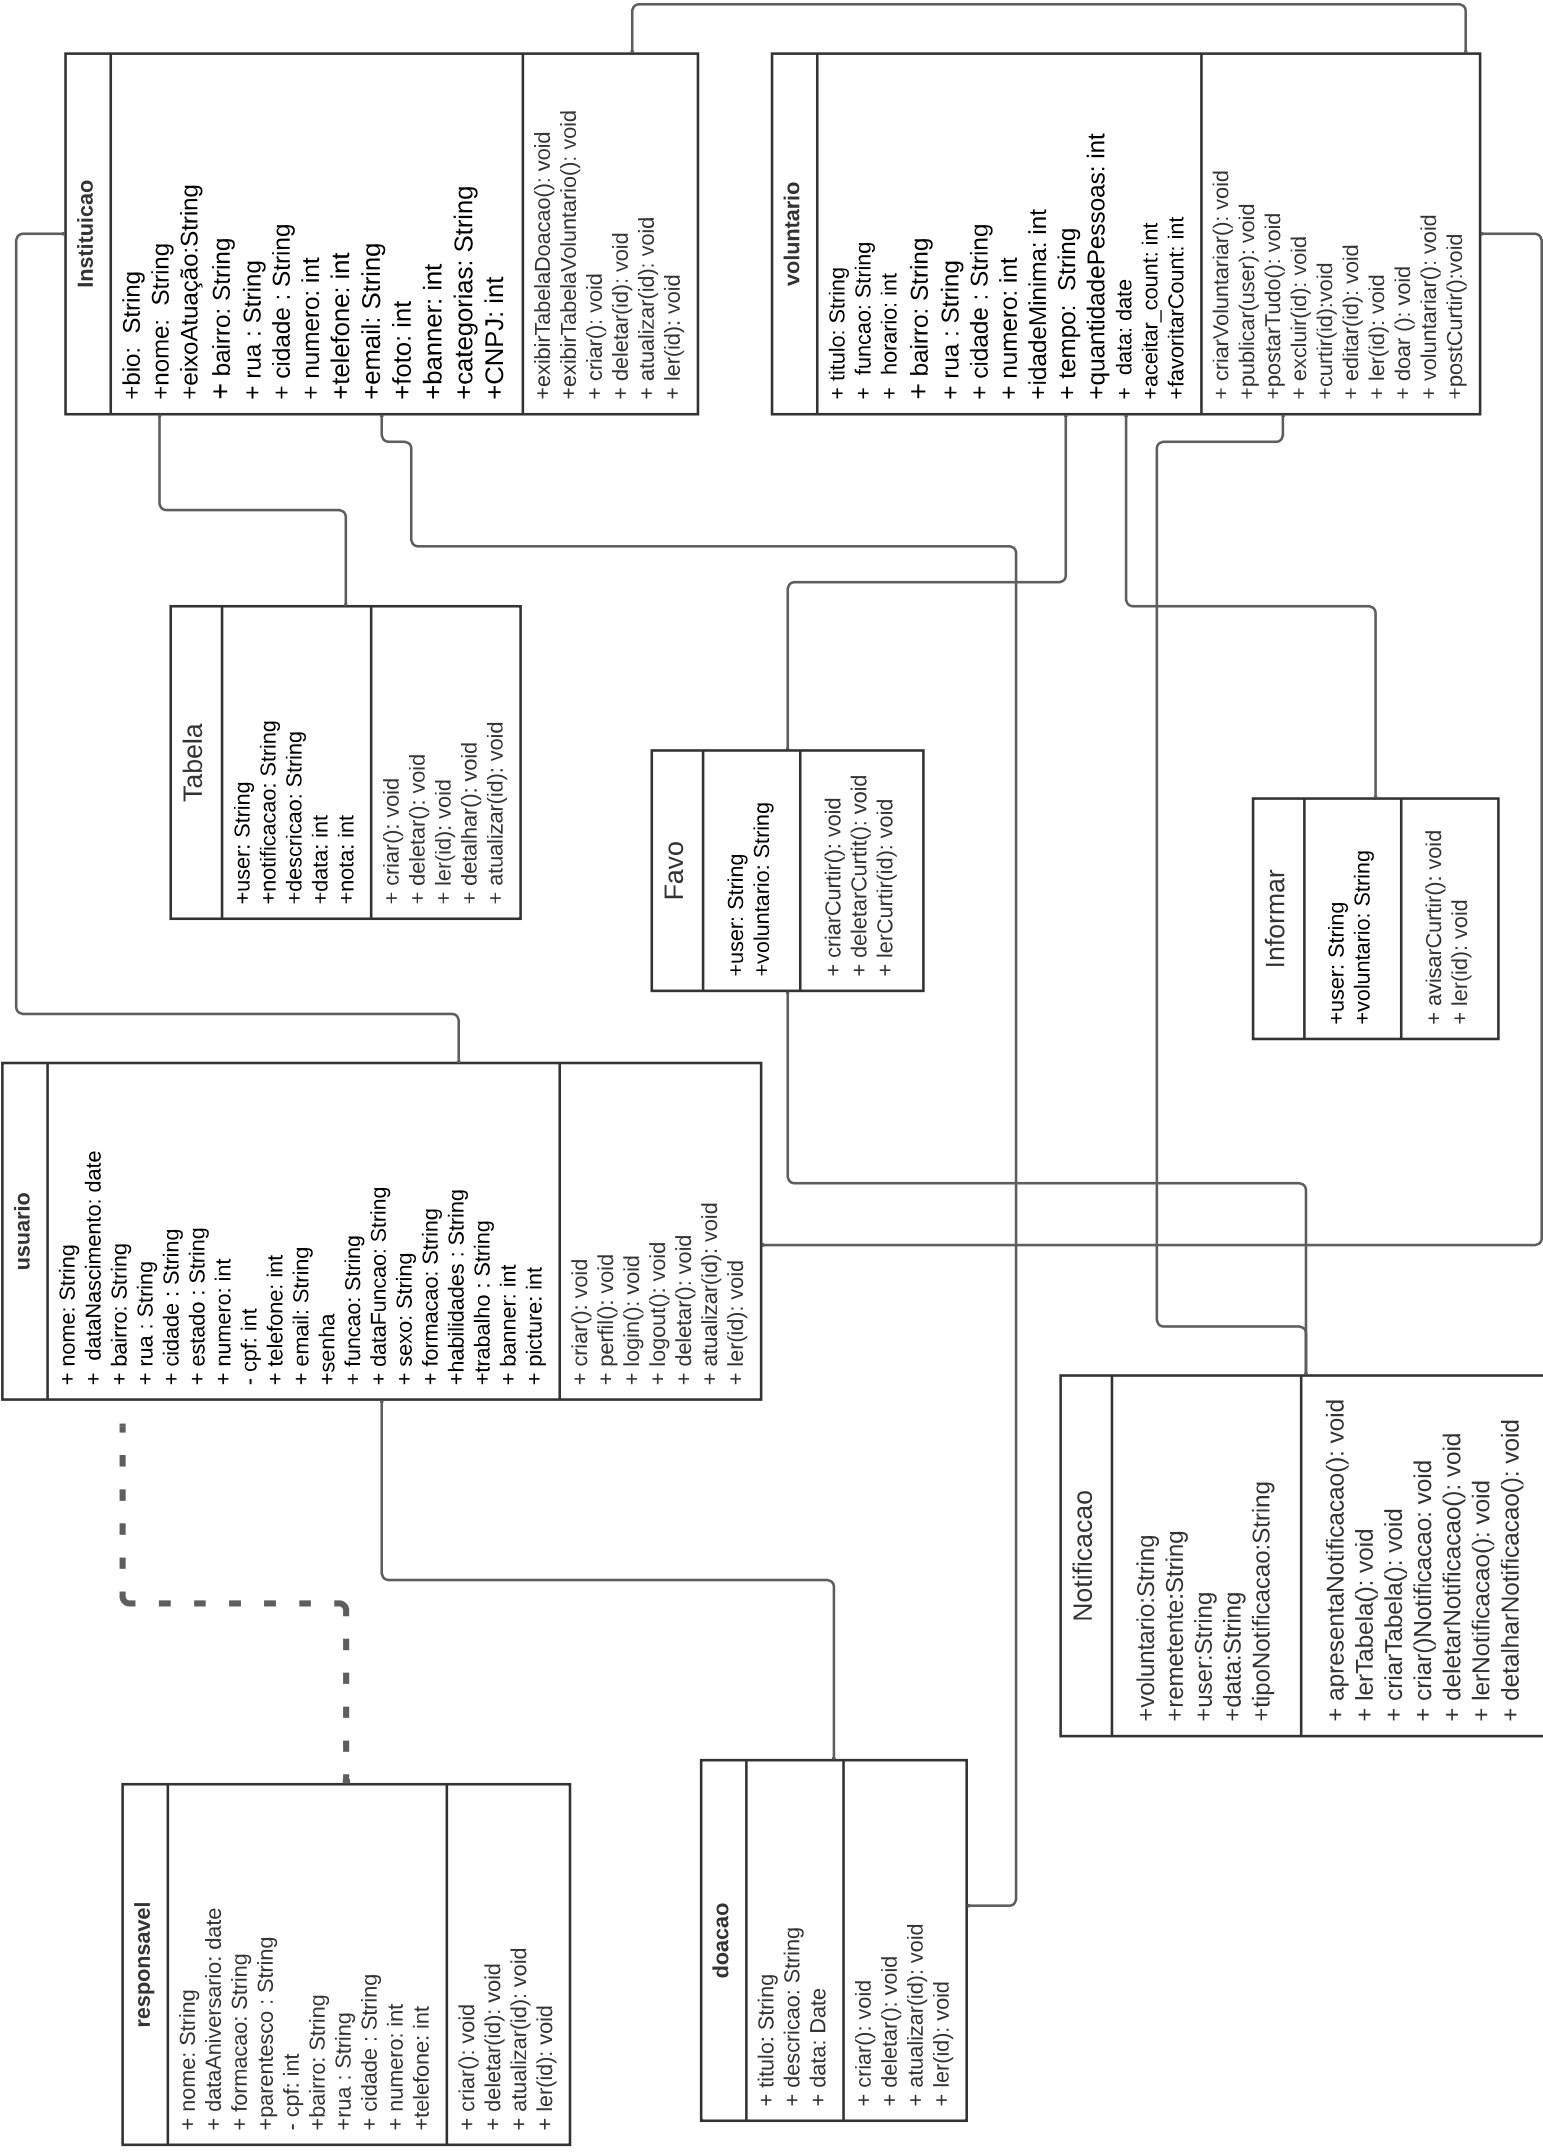 responsavel
+ nome: String
+ dataAniversario: date
+ formacao: String
+parentesco : String
- cpf: int
+bairro: String
+rua : String
+ cidade : String
+ numero: int
+telefone: int
+ criar(): void
+ deletar(id): void
+ atualizar(id): void
+ ler(id): void
usuario
+ nome: String
+  dataNascimento: date
+ bairro: String
+ rua : String
+ cidade : String
+ estado : String
+ numero: int
- cpf: int
+ telefone: int
+ email: String
+senha
+ funcao: String
+ dataFuncao: String
+ sexo: String
+ formacao: String
+habilidades : String
+trabalho : String
+ banner: int
+ picture: int
+ criar(): void
+ perfil(): void
+ login(): void
+ logout(): void
+ deletar(): void
+ atualizar(id): void
+ ler(id): void
Tabela
+user: String
+notificacao: String
+descricao: String
+data: int
+nota: int
+ criar(): void
+ deletar(): void
+ ler(id): void
+ detalhar(): void
+ atualizar(id): void
Instituicao
+bio:  String
+nome:  String
+eixoAtuação:String
+ bairro: String
+ rua : String
+ cidade : String
+ numero: int
+telefone: int
+email: String
+foto: int
+banner: int
+categorias: String
+CNPJ: int
+exibirTabelaDoacao(): void
+exibirTabelaVoluntario(): void
+ criar(): void
+ deletar(id): void
+ atualizar(id): void
+ ler(id): void
doacao
+ titulo: String
+ descricao: String
+ data: Date
+ criar(): void
+ deletar(): void
+ atualizar(id): void
+ ler(id): void
Favo
+user: String
+voluntario: String
+ criarCurtir(): void
+ deletarCurtit(): void
+ lerCurtir(id): void
voluntario
+ titulo: String
+  funcao: String
+  horario: int
+ bairro: String
+ rua : String
+ cidade : String
+ numero: int
+idadeMinima: int
+ tempo:  String
+quantidadePessoas: int
+  data: date
+aceitar_count: int
+favoritarCount: int
+ criarVoluntariar(): void
+publicar(user): void
+postarTudo(): void
+ excluir(id): void
+curtir(id):void
+ editar(id): void
+ ler(id): void
+ doar (): void
+ voluntariar(): void
+postCurtir():void
Notificacao
+voluntario:String
+remetente:String
+user:String
+data:String
+tipoNotificacao:String
+ apresentaNotificacao(): void
+ lerTabela(): void
+ criarTabela(): void
+ criar()Notificacao: void
+ deletarNotificacao(): void
+ lerNotificacao(): void
+ detalharNotificacao(): void
Informar
+user: String
+voluntario: String
+ avisarCurtir(): void
+ ler(id): void